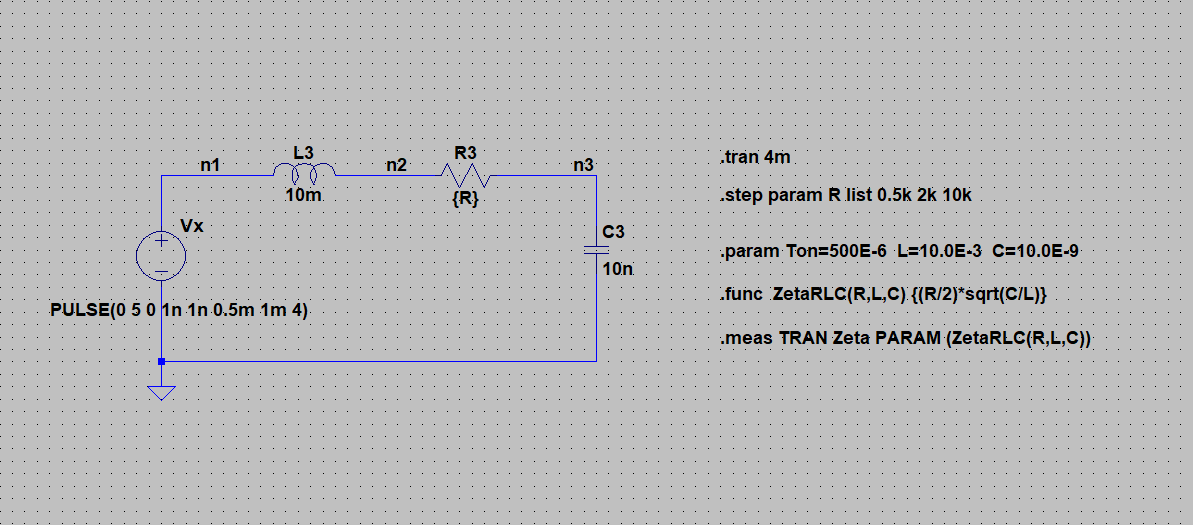 .tran 4m
L3
R3
n1
n2
n3
10m
{R}
.step param R list 0.5k 2k 10k
Vx
C3
.param Ton=500E-6  L=10.0E-3  C=10.0E-9
10n
.func  ZetaRLC(R,L,C) {(R/2)*sqrt(C/L)}
PULSE(0 5 0 1n 1n 0.5m 1m 4)
.meas TRAN Zeta PARAM (ZetaRLC(R,L,C))